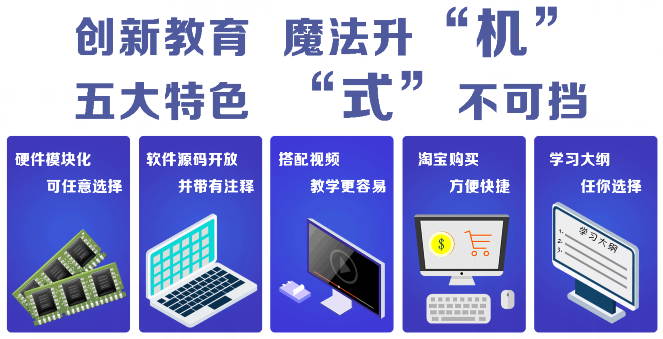 创新教育 魔法升“机”
五大特色 “式”不可挡
硬件模块化
可任意选择
软件源码开放
并带有注释
搭配视频
教学更容易
淘宝购买
方便快捷
学习大纲
任你选择
$
学习大纲
1.
2.
3.